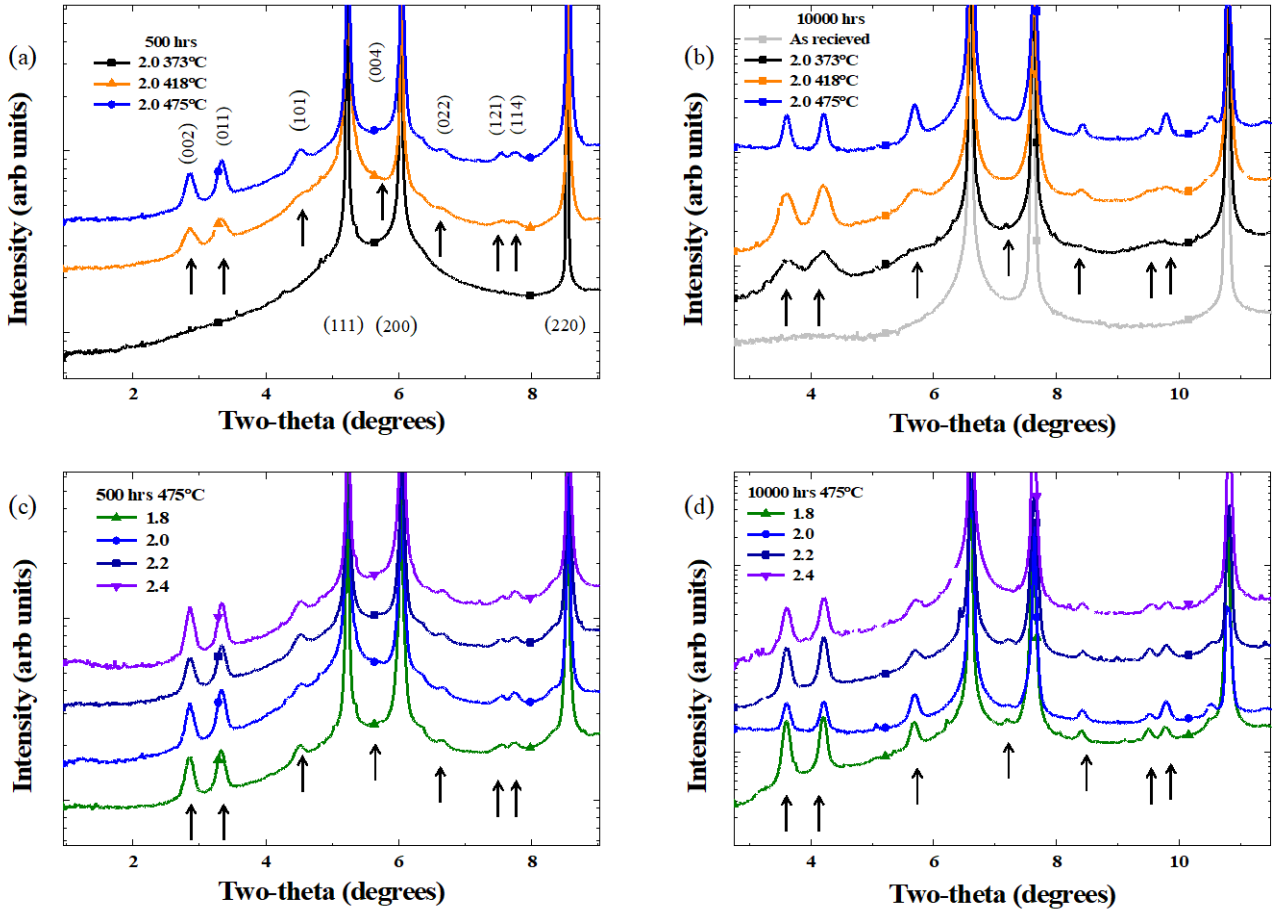 (a)
500 hrs
2.0 373°C
2.0 418°C
2.0 475°C
(002)
(011)
(101)
(004)
(022)
(121)
(114)
(111)
(200)
(220)
Intensity (arb units)
2 4 6 8
Two-theta (degrees)
(b)
10000 hrs
As recieved
2.0 373°C
2.0 418°C
2.0 475°C
Intensity (arb units)
4 6 8 10
Two-theta (degrees)
(c)
500 hrs 475°C
1.8
2.0
2.2
2.4
Intensity (arb units)
2 4 6 8
Two-theta (degrees)
(d)
10000 hrs 475°C
1.8
2.0
2.2
2.4
Intensity (arb units)
4 6 8 10
Two-theta (degrees)